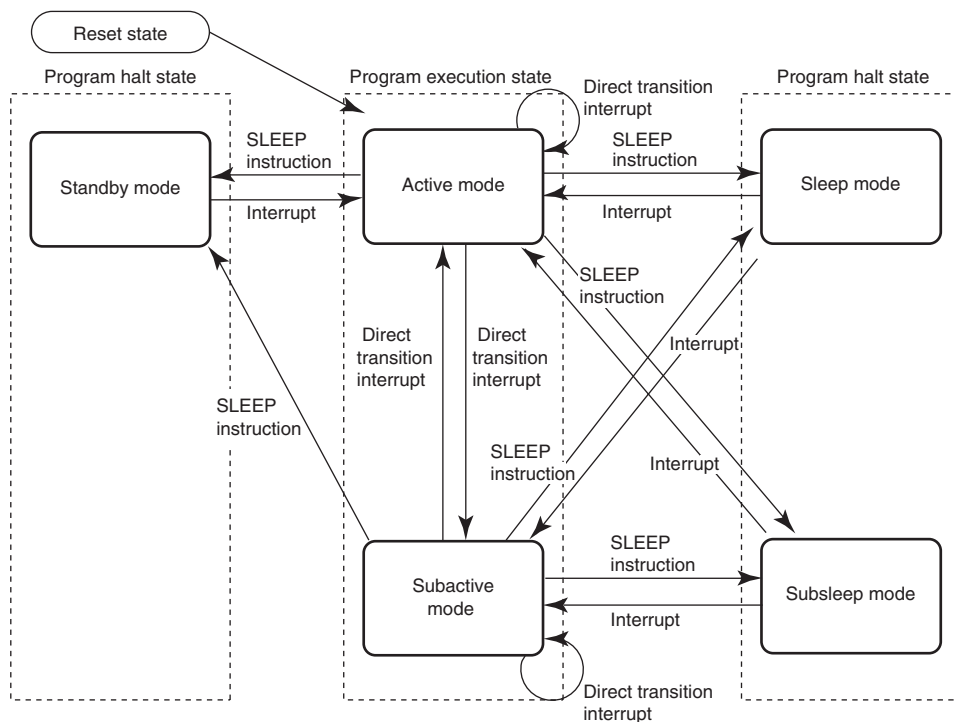 Reset state
Program halt state
Program execution state
Program halt state
Direct transition
interrupt
SLEEP
instruction
SLEEP
instruction
Standby mode
Active mode
Sleep mode
Interrupt
Interrupt
SLEEP
instruction
Direct
transition
interrupt
Direct
transition
interrupt
Interrupt
SLEEP
instruction
SLEEP
instruction
Interrupt
SLEEP
instruction
Subactive
mode
Subsleep mode
Interrupt
Direct transition
interrupt